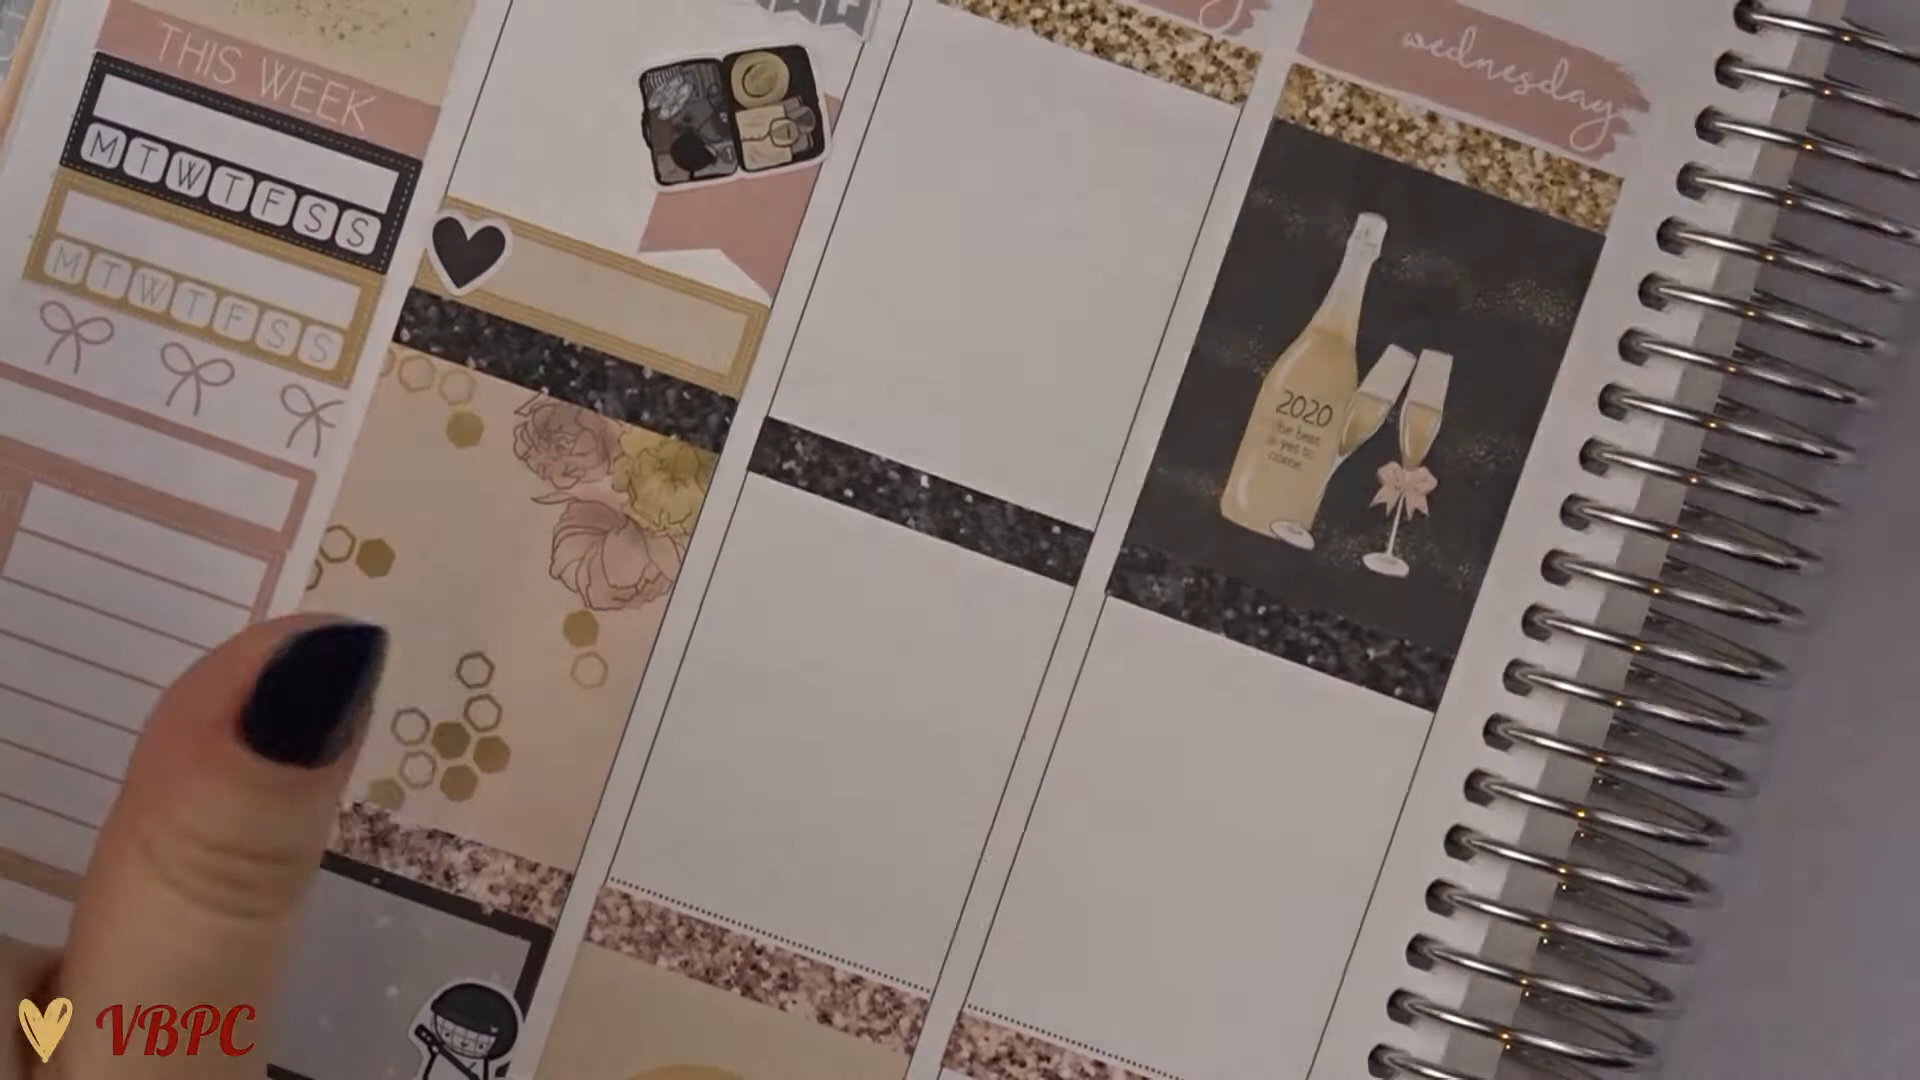 THIS WEEK
M T W T F S S
M T W T F S S
wednesday
2020
the best
is yet to
come
VBPC